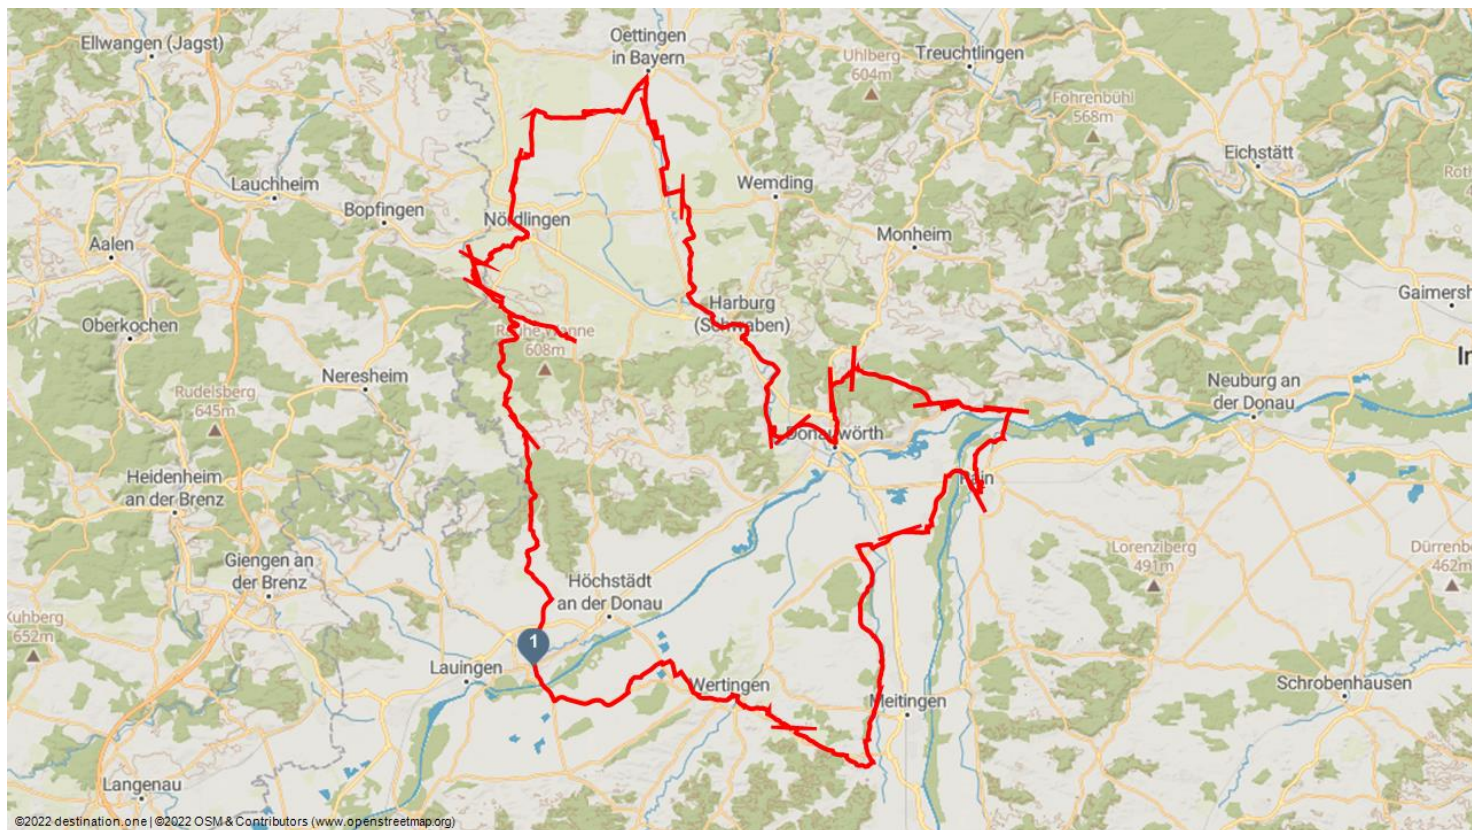 Ellwangen (Jagst)
Oettingen
in Bayern
Uhlberg
604m
Treuchtlingen
Fohrenbühl
568m
Eichstätt
Lauchheim
Bopfingen
Nördlingen
Wemding
Aalen
Monheim
Gaimersh
Oberkochen
Harburg
(Schwaben)
608m
Neresheim
Rudelsberg
645m
Neuburg an
der Donau
Donauwörth
Heidenheim
an der Brenz
Giengen an
der Brenz
Lorenziberg
491m
462m
Höchstädt
an der Donau
652m
1
Lauingen
Wertingen
Meitingen
Schrobenhausen
Langenau
©2022 destination.one | ©2022 OSM & Contributors (www.openstreetmap.org)